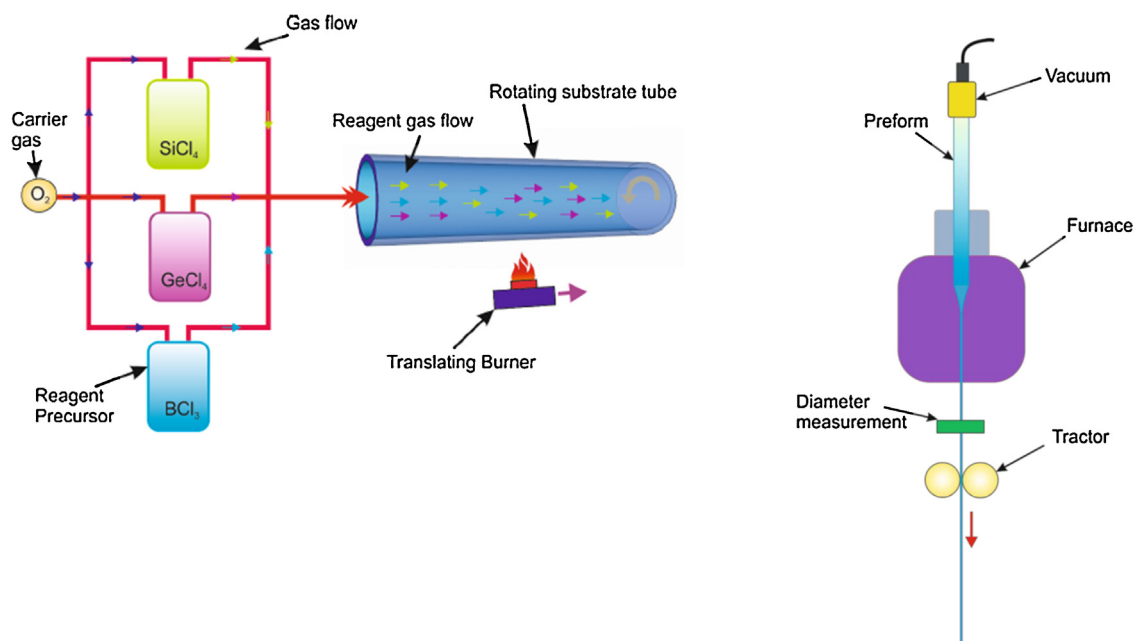 Gas flow
Carrier
gas
O₂
SiCl₄
GeCl₄
BCl₃
Reagent
Precursor
Rotating substrate tube
Reagent gas flow
Translating Burner
Vacuum
Preform
Furnace
Diameter
measurement
Tractor